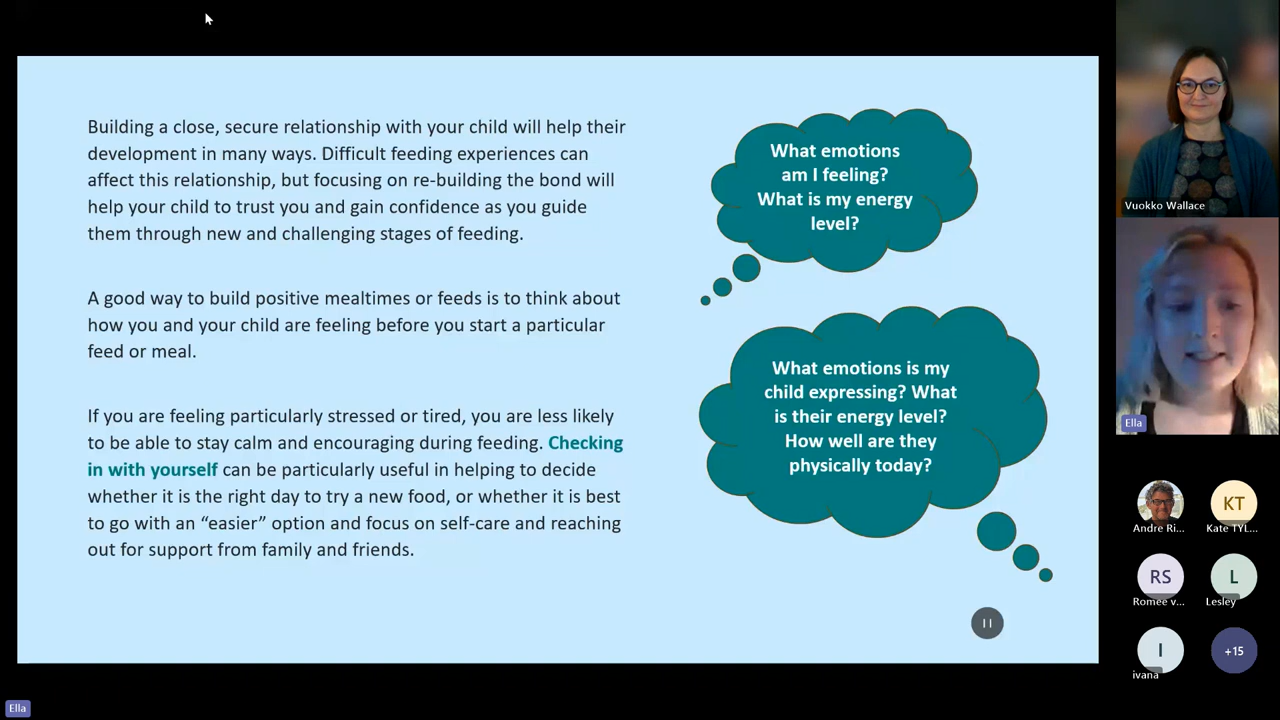 Building a close, secure relationship with your child will help their
development in many ways. Difficult feeding experiences can
affect this relationship, but focusing on re-building the bond will
help your child to trust you and gain confidence as you guide
them through new and challenging stages of feeding.
A good way to build positive mealtimes or feeds is to think about
how you and your child are feeling before you start a particular
feed or meal.
If you are feeling particularly stressed or tired, you are less likely
to be able to stay calm and encouraging during feeding. Checking
in with yourself can be particularly useful in helping to decide
whether it is the right day to try a new food, or whether it is best
to go with an “easier” option and focus on self-care and reaching
out for support from family and friends.
What emotions
am I feeling?
What is my energy
level?
What emotions is my
child expressing? What
is their energy level?
How well are they
physically today?
Vuokko Wallace
Ella
Andre Ri...
KT
Kate TYL...
RS
Romee v...
L
Lesley
I
ivana
+15
Ella